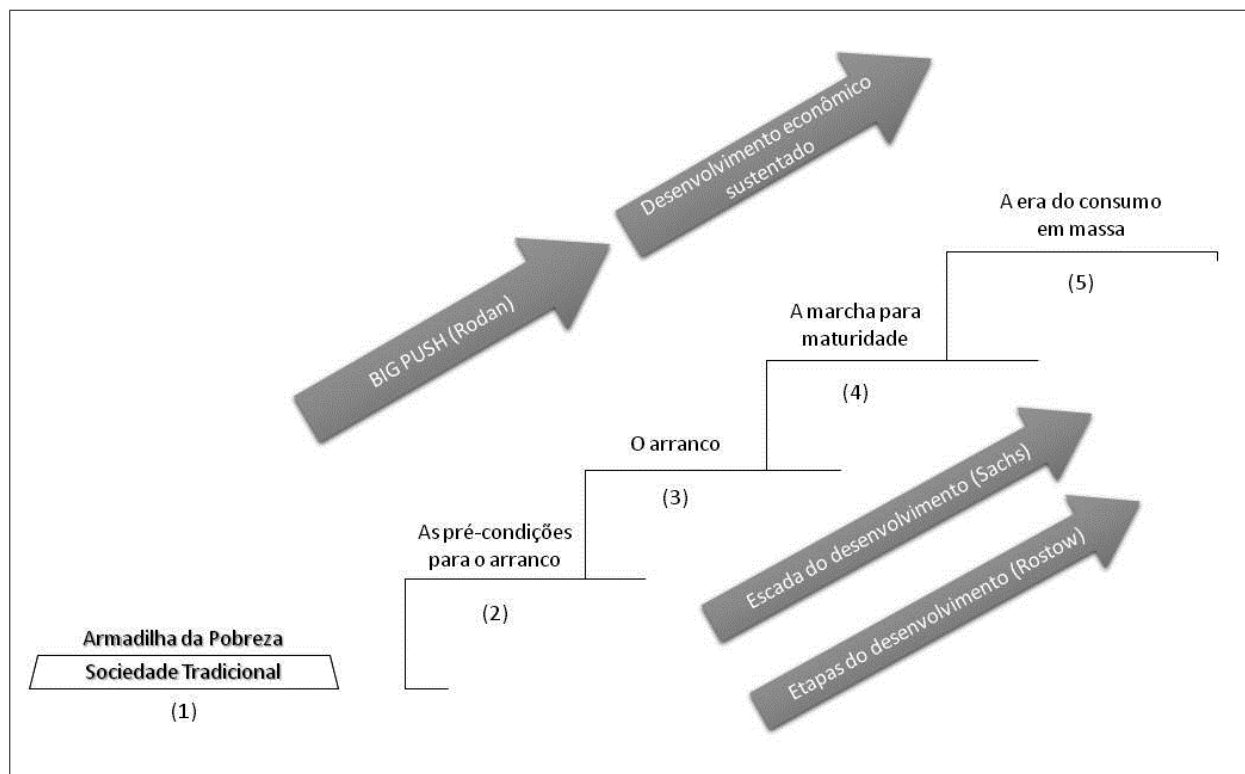 Desenvolvimento econômico
sustentado
BIG PUSH (Rodan)
A era do consumo
em massa
(5)
A marcha para
maturidade
(4)
O arranco
(3)
As pré-condições
para o arranco
(2)
Armadilha da Pobreza
Sociedade Tradicional
(1)
Escada do desenvolvimento (Sachs)
Etapas do desenvolvimento (Rostow)